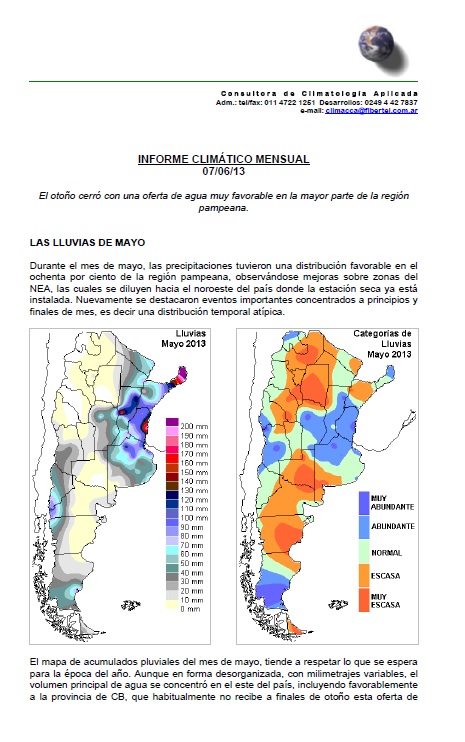 Consultora de Climatología Aplicada
Adm.: tel/fax: 011 4722 1251 Desarrollos: 0249 4 42 7837
e-mail: climacca@fibertel.com.ar
INFORME CLIMÁTICO MENSUAL
07/06/13
El otoño cerró con una oferta de agua muy favorable en la mayor parte de la región
pampeana.
LAS LLUVIAS DE MAYO
Durante el mes de mayo, las precipitaciones tuvieron una distribución favorable en el
ochenta por ciento de la región pampeana, observándose mejoras sobre zonas del
NEA, las cuales se diluyen hacia el noroeste del país donde la estación seca ya está
instalada. Nuevamente se destacaron eventos importantes concentrados a principios y
finales de mes, es decir una distribución temporal atípica.
Lluvias
Mayo 2013
200 mm
190 mm
180 mm
170 mm
160 mm
150 mm
140 mm
130 mm
120 mm
110 mm
100 mm
90 mm
80 mm
70 mm
60 mm
50 mm
40 mm
30 mm
20 mm
10 mm
0 mm
Categorías de
Lluvias
Mayo 2013
MUY
ABUNDANTE
ABUNDANTE
NORMAL
ESCASA
MUY
ESCASA
El mapa de acumulados pluviales del mes de mayo, tiende a respetar lo que se espera
para la época del año. Aunque en forma desorganizada, con milimetrajes variables, el
volumen principal de agua se concentró en el este del país, incluyendo favorablemente
a la provincia de CB, que habitualmente no recibe a finales de otoño esta oferta de